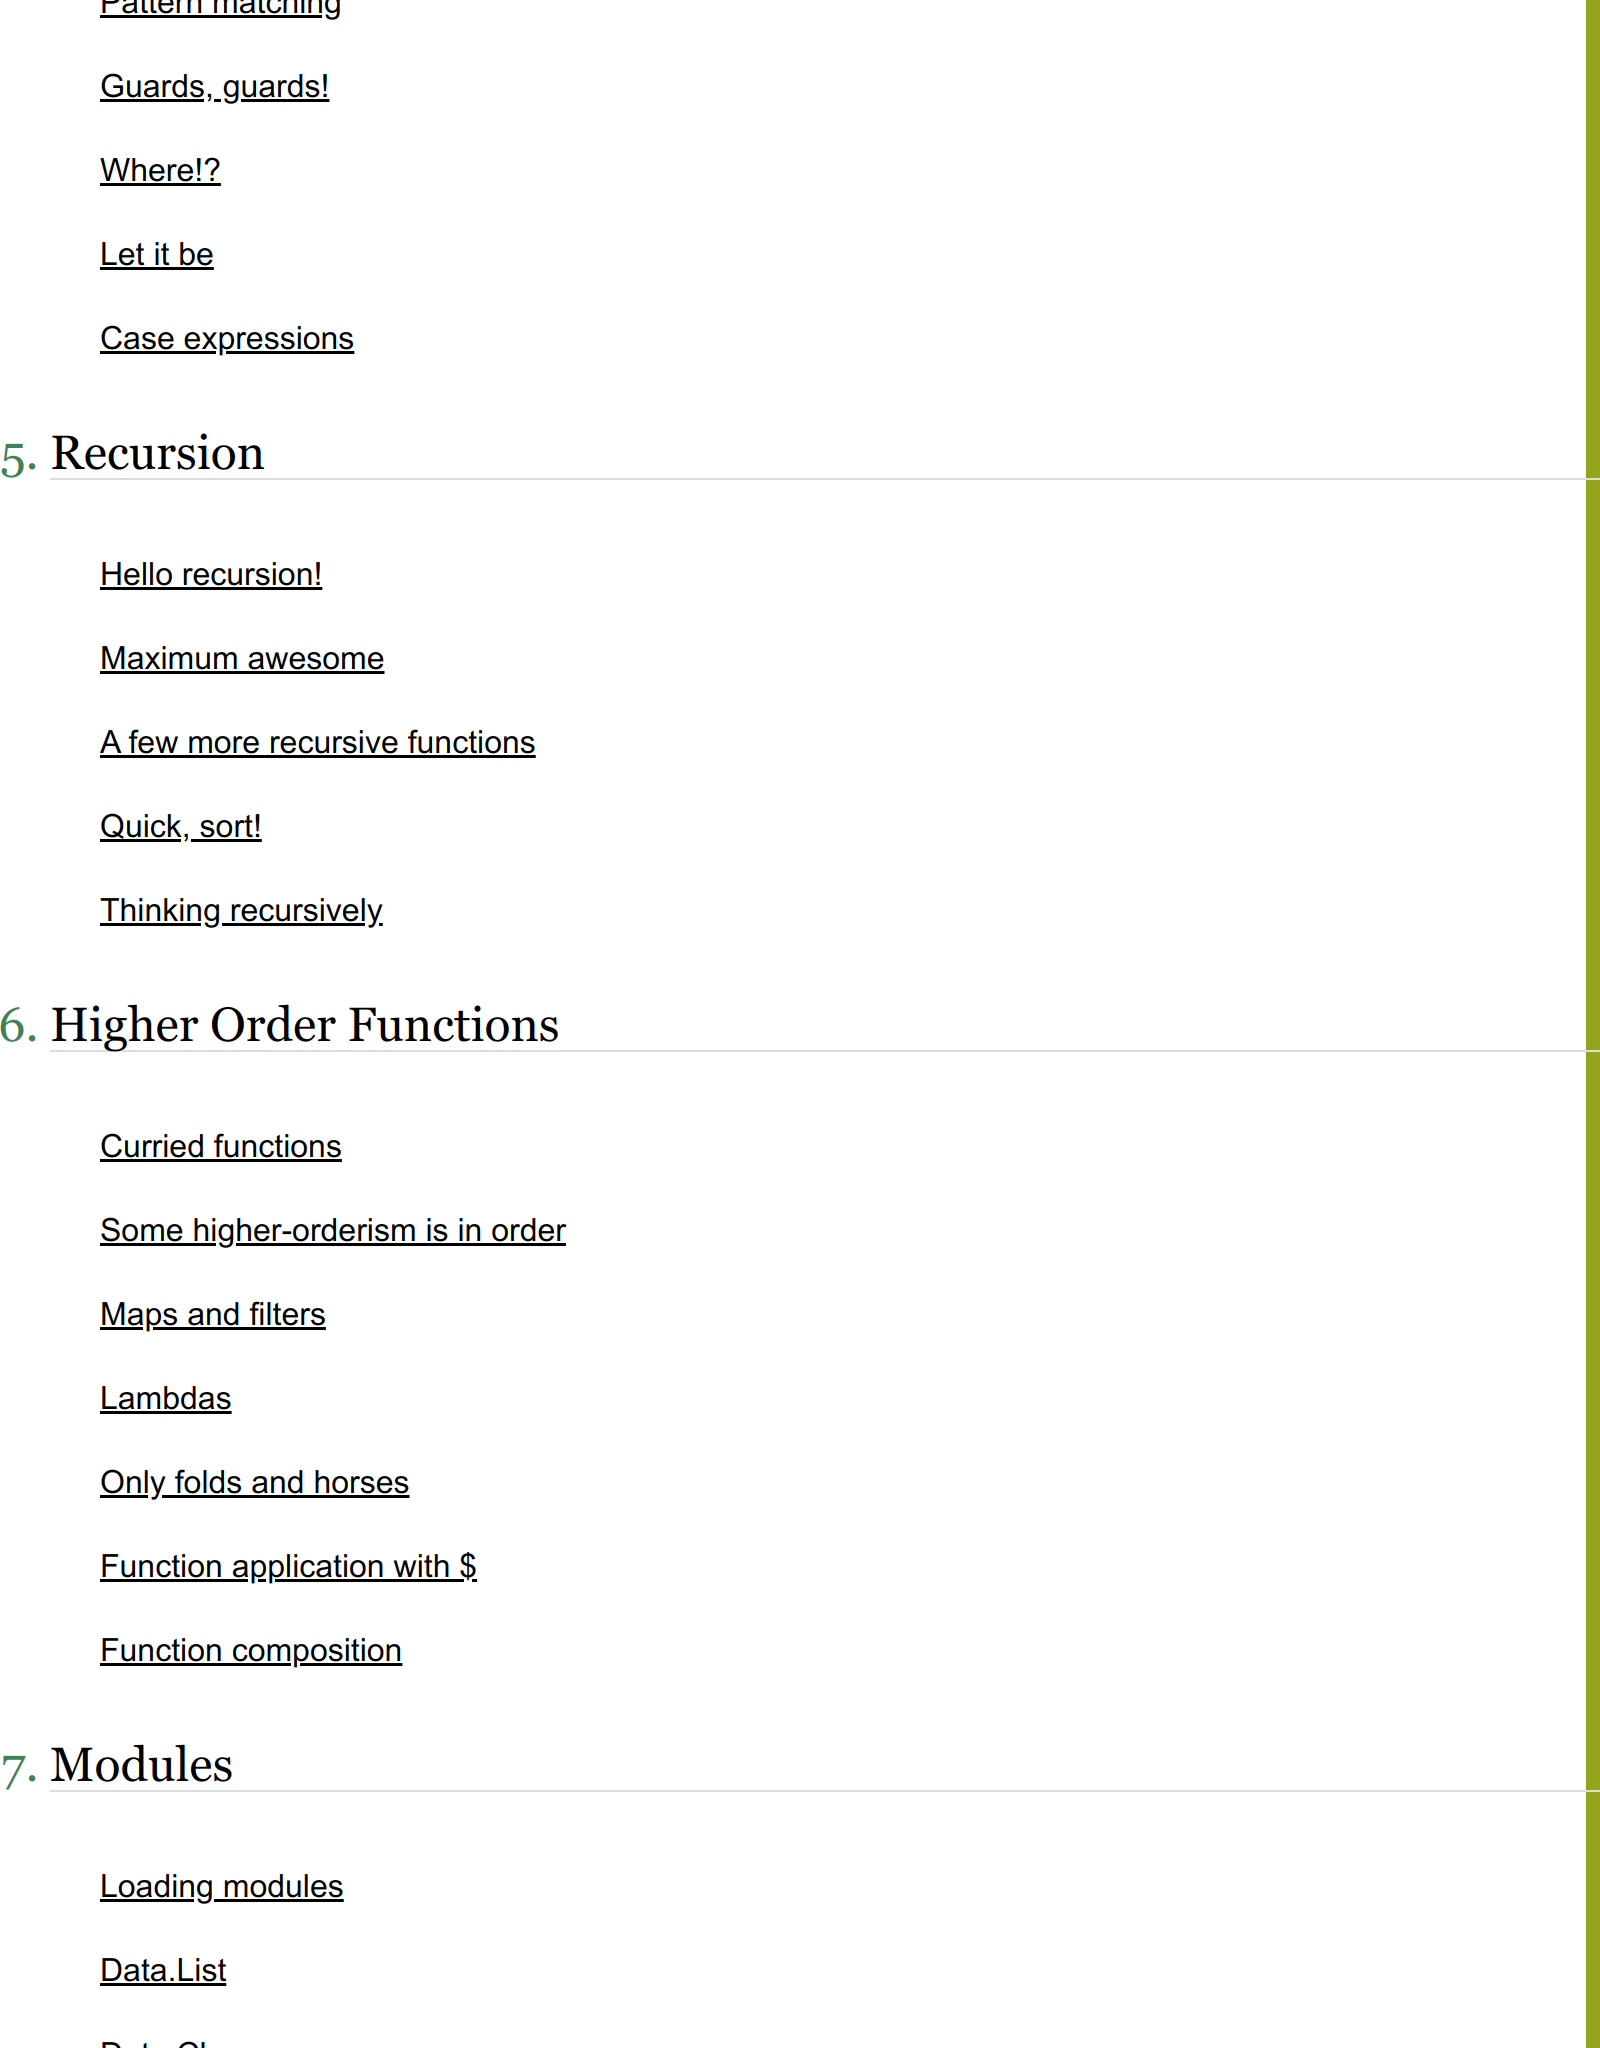 Pattern matching
Guards, guards!
Where!?
Let it be
Case expressions
5. Recursion
Hello recursion!
Maximum awesome
A few more recursive functions
Quick, sort!
Thinking recursively
6. Higher Order Functions
Curried functions
Some higher-orderism is in order
Maps and filters
Lambdas
Only folds and horses
Function application with $
Function composition
7. Modules
Loading modules
Data.List